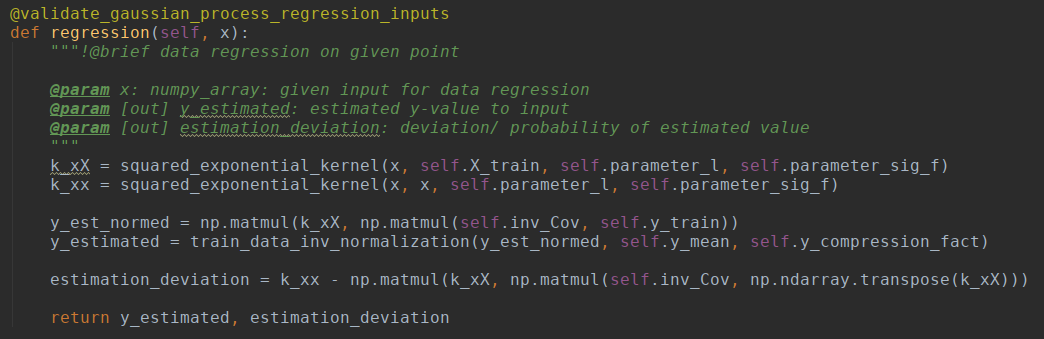 @validate_gaussian_process_regression_inputs
def regression(self, x):
"""!@brief data regression on given point
@param x: numpy_array: given input for data regression
@param [out] y_estimated: estimated y-value to input
@param [out] estimation_deviation: deviation/ probability of estimated value
"""
k_xX = squared_exponential_kernel(x, self.X_train, self.parameter_l, self.parameter_sig_f)
k_xx = squared_exponential_kernel(x, x, self.parameter_l, self.parameter_sig_f)
y_est_normed = np.matmul(k_xX, np.matmul(self.inv_Cov, self.y_train))
y_estimated = train_data_inv_normalization(y_est_normed, self.y_mean, self.y_compression_fact)
estimation_deviation = k_xx - np.matmul(k_xX, np.matmul(self.inv_Cov, np.ndarray.transpose(k_xX)))
return y_estimated, estimation_deviation